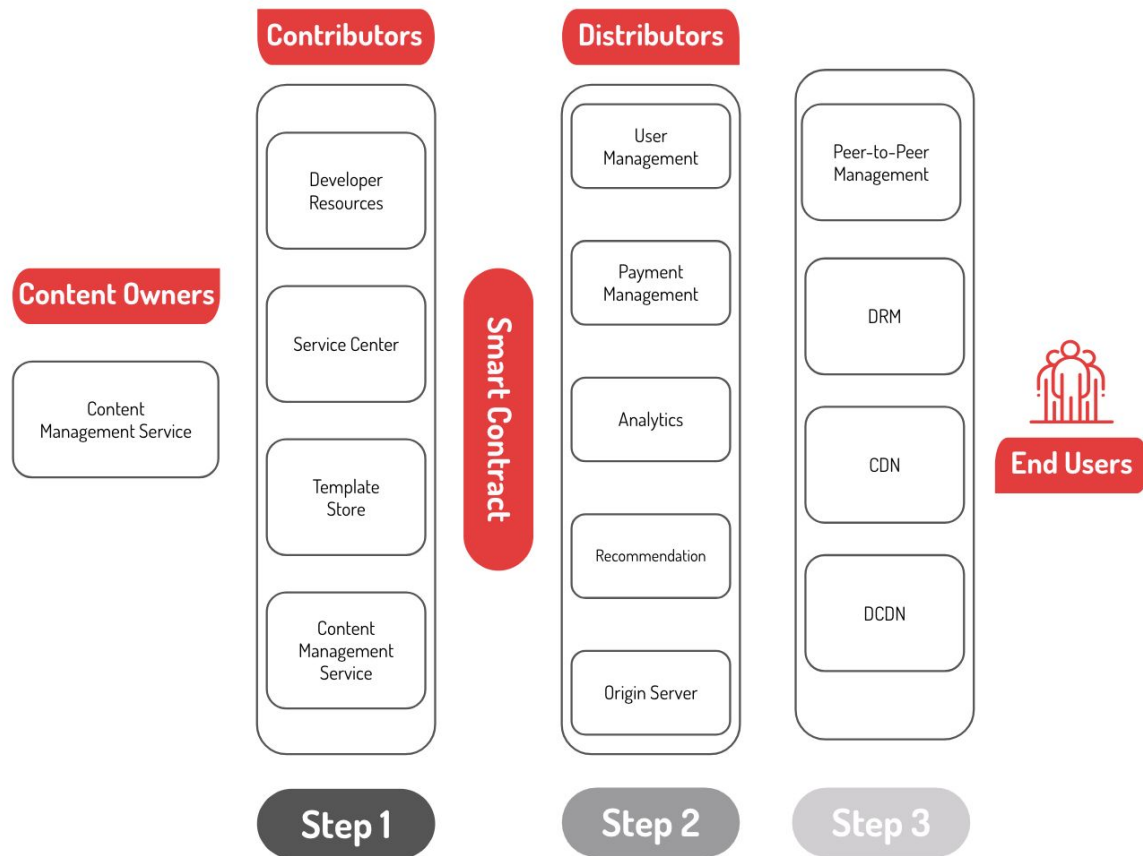 Contributors
Distributors
Content Owners
Content
Management Service
Developer
Resources
Service Center
Template
Store
Content
Management
Service
Smart Contract
User
Management
Payment
Management
Analytics
Recommendation
Origin Server
Peer-to-Peer
Management
DRM
CDN
DCDN
End Users
Step 1
Step 2
Step 3